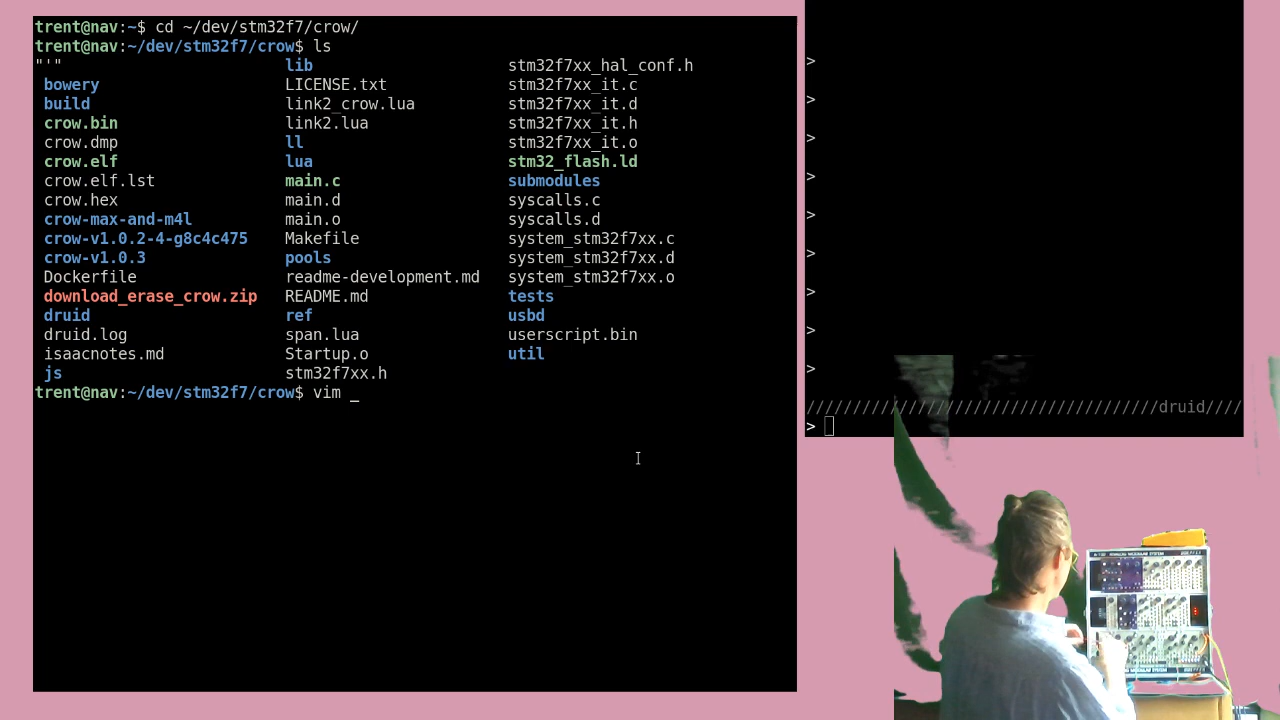 trent@nav:~$ cd ~/dev/stm32f7/crow/
trent@nav:~/dev/stm32f7/crow$ ls
"'"  lib  stm32f7xx_hal_conf.h
bowery  LICENSE.txt  stm32f7xx_it.c
build  link2_crow.lua  stm32f7xx_it.d
crow.bin  link2.lua  stm32f7xx_it.h
crow.dmp  ll  stm32f7xx_it.o
crow.elf  lua  stm32_flash.ld
crow.elf.lst  main.c  submodules
crow.hex  main.d  syscalls.c
crow-max-and-m4l  main.o  syscalls.d
crow-v1.0.2-4-g8c4c475  Makefile  system_stm32f7xx.c
crow-v1.0.3  pools  system_stm32f7xx.d
Dockerfile  readme-development.md  system_stm32f7xx.o
download_erase_crow.zip  README.md  tests
druid  ref  usbd
druid.log  span.lua  userscript.bin
isaacnotes.md  Startup.o  util
js  stm32f7xx.h
trent@nav:~/dev/stm32f7/crow$ vim _
>
>
>
>
>
>
>
>
>
//////////////////////////////////////druid////
>